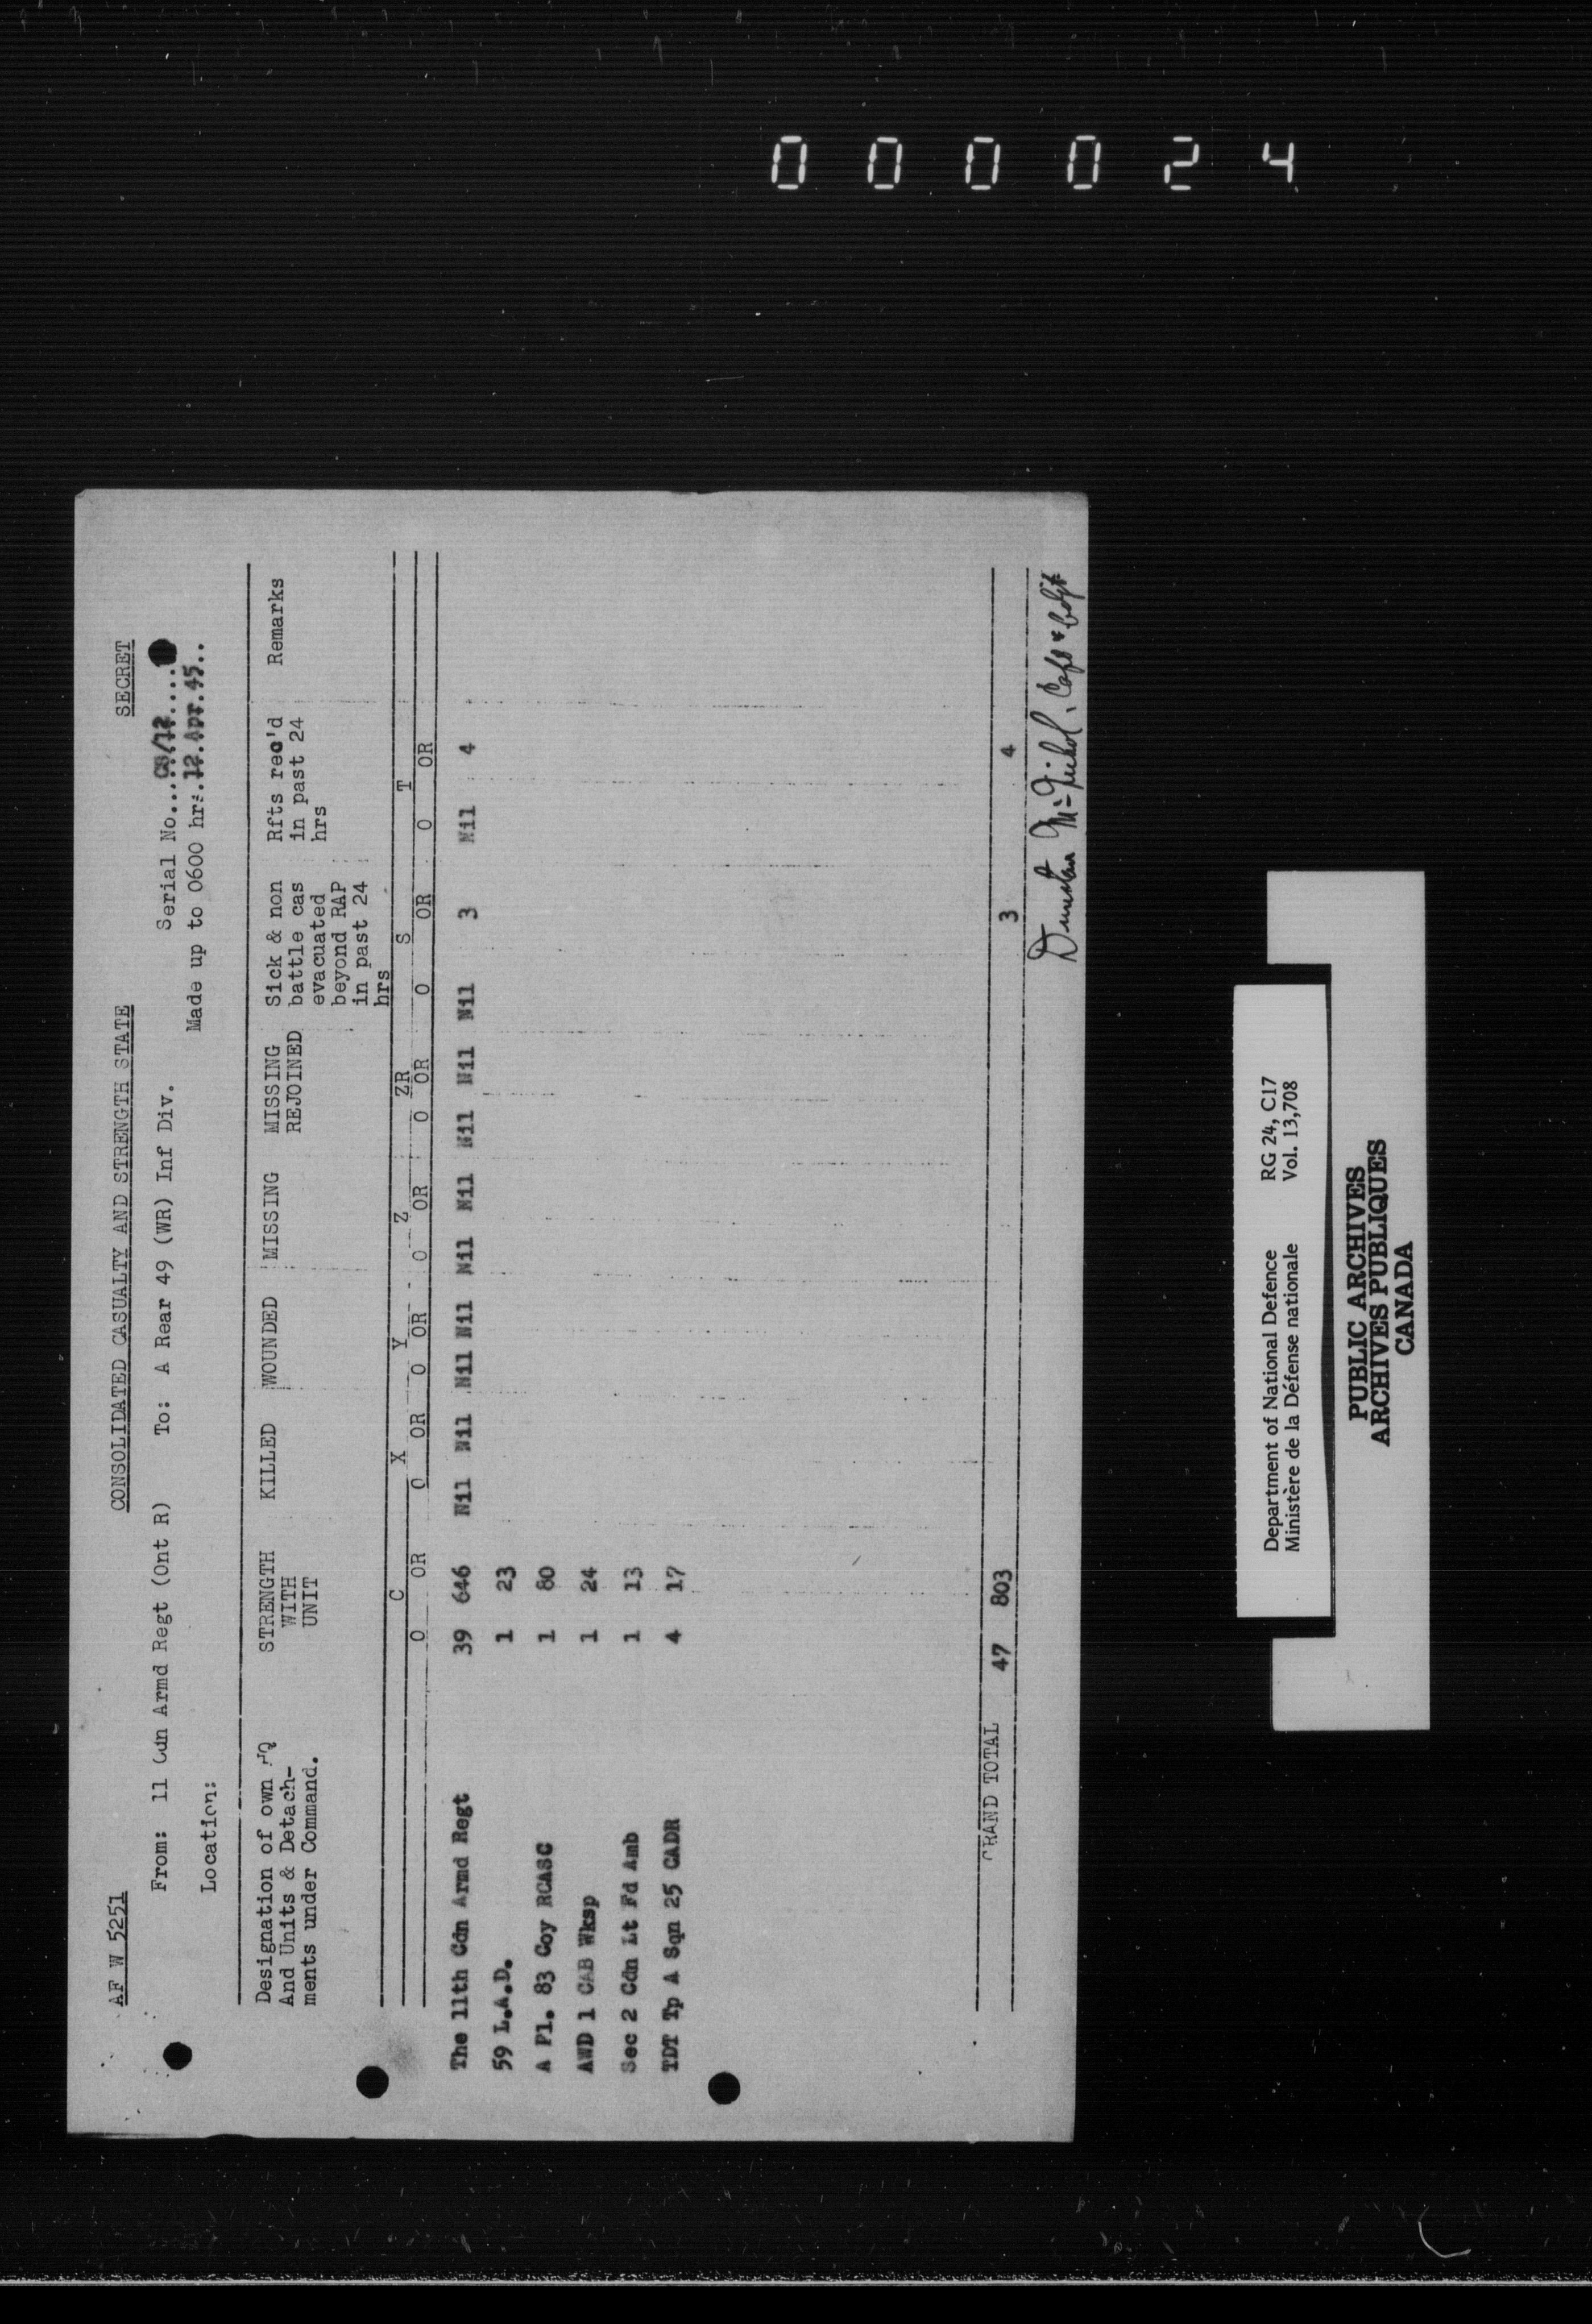 000024
AF W 5251
CONSOLIDATED CASUALTY AND STRENGTH STATE
SECRET
From: 11 Cdn Armd Regt (Ont R) To: A Rear 49 (WR) Inf Div. Serial No...CS/12....
Location: Made up to 0600 hrs.12.Apr.45..
Designation of own HQ STRENGTH KILLED WOUNDED MISSING MISSING Sick & non Rfts rec'd Remarks
And Units & Detach- WITH REJOINED battle cas in past 24
ments under Command. UNIT evacuated hrs
beyond RAP
in past 24
hrs
C X Y Z ZR S T
O OR O OR O OR O OR O OR O OR O OR
The 11th Cdn Armd Regt 39 646 Nil Nil Nil Nil Nil Nil Nil Nil Nil 3 Nil 4
59 L.A.D. 1 23
A Pl. 83 Coy RCASC 1 80
AWD 1 CAB Wksp 1 24
Sec 2 Cdn Lt Fd Amb 1 13
TDT Tp A Sqn 25 CADR 4 17
GRAND TOTAL 47 803 3 4
Department of National Defence RG 24, C17
Ministère de la Défense nationale Vol. 13,708
PUBLIC ARCHIVES
ARCHIVES PUBLIQUES
CANADA